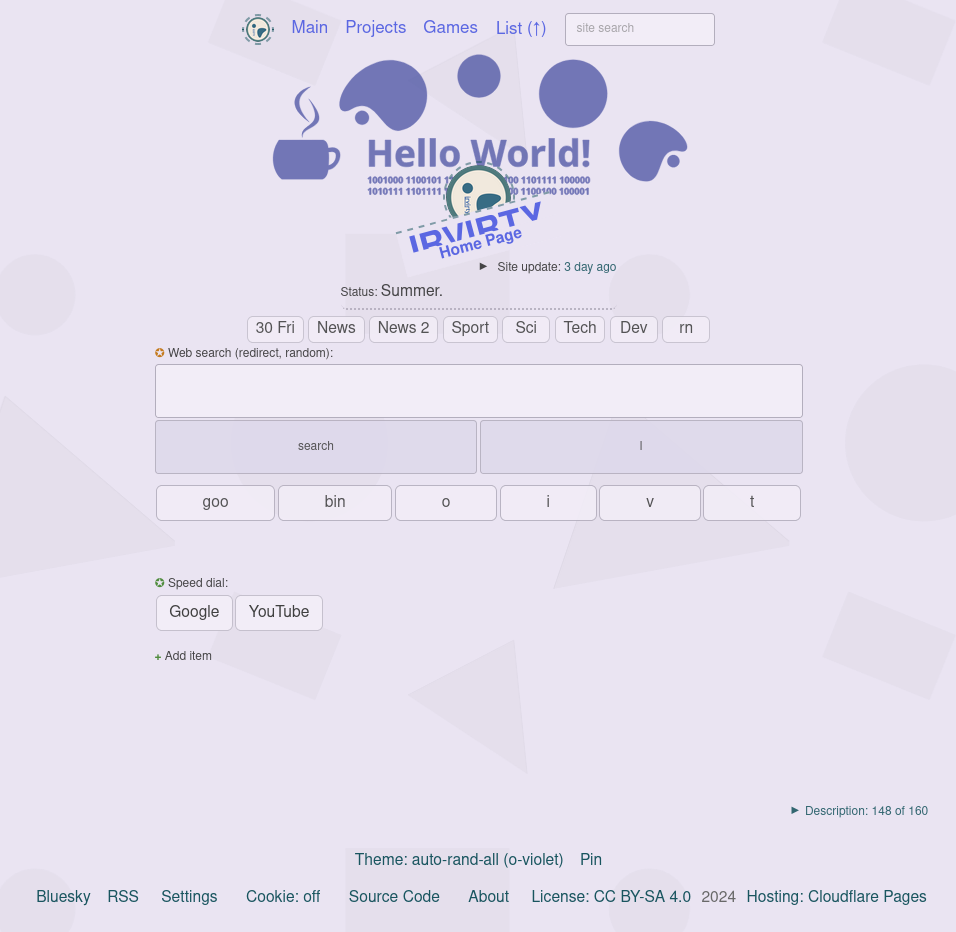 Main Projects Games List (↑) site search
Hello World!
1001000 1100101 11 00 1101111 100000
1010111 1101111 0 1100100 100001
IRVIRTY
Home Page
► Site update: 3 day ago
Status: Summer.
30 Fri News News 2 Sport Sci Tech Dev rn
✪ Web search (redirect, random):
search I
goo bin o i v t
✪ Speed dial:
Google YouTube
+ Add item
► Description: 148 of 160
Theme: auto-rand-all (o-violet) Pin
Bluesky RSS Settings Cookie: off Source Code About License: CC BY-SA 4.0 2024 Hosting: Cloudflare Pages